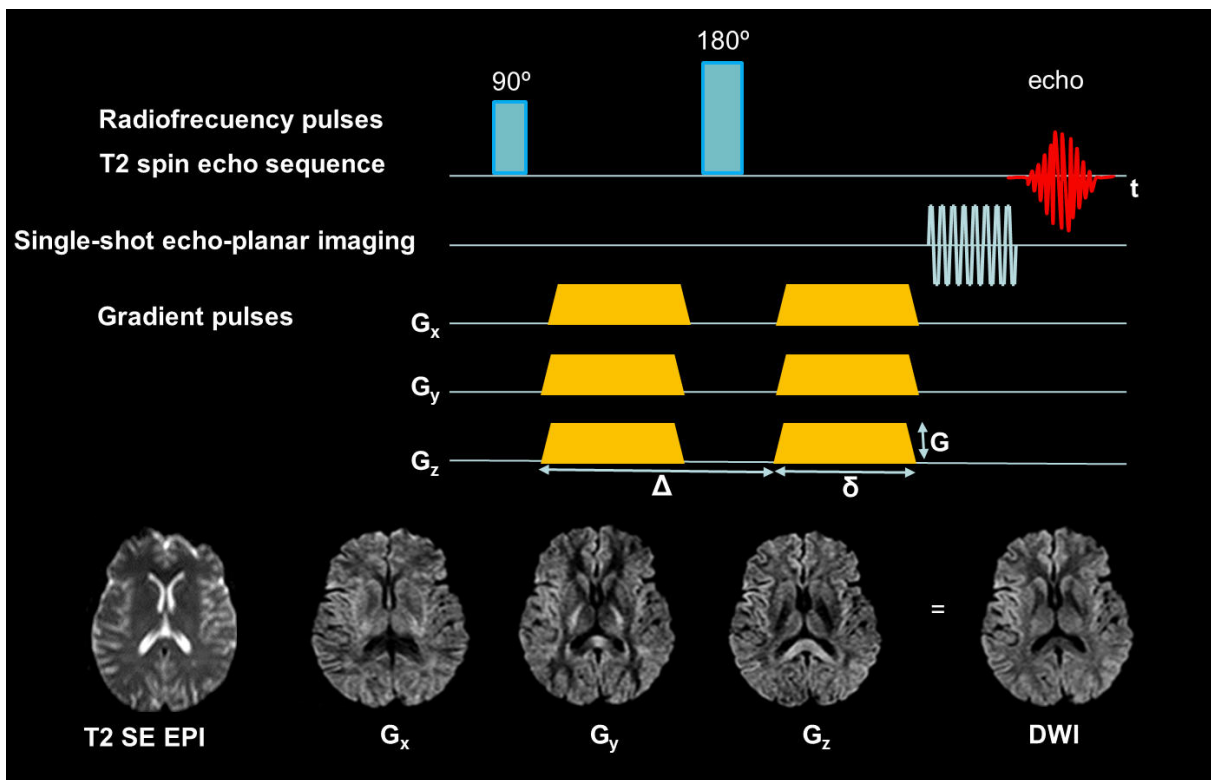 180º
90º
echo
Radiofrecuency pulses
T2 spin echo sequence
t
Single-shot echo-planar imaging
Gradient pulses
Gx
Gy
G
Gz
Δ
δ
=
T2 SE EPI
Gx
Gy
Gz
DWI